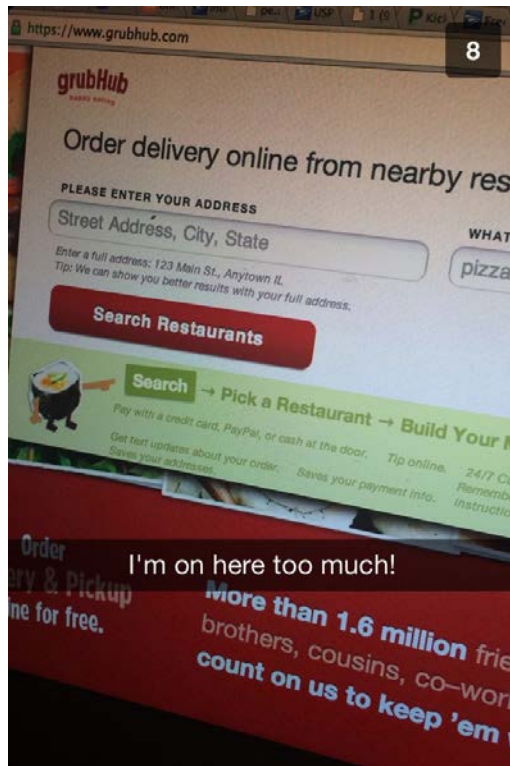 https://www.grubhub.com
8
grubHub
Order delivery online from nearby res
PLEASE ENTER YOUR ADDRESS
WHAT
Street Address, City, State
pizza
Enter a full address: 123 Main St., Anytown IL
Tip: We can show you better results with your full address.
Search Restaurants
Search → Pick a Restaurant → Build Your M
Pay with a credit card, PayPal, or cash at the door. Tip online. 24/7 C
Get text updates about your order. Saves your payment info. Rememb
Saves your addresses. instructio
Order
I'm on here too much!
ry & Pickup
ine for free.
More than 1.6 million frie
brothers, cousins, co-wor
count on us to keep 'em